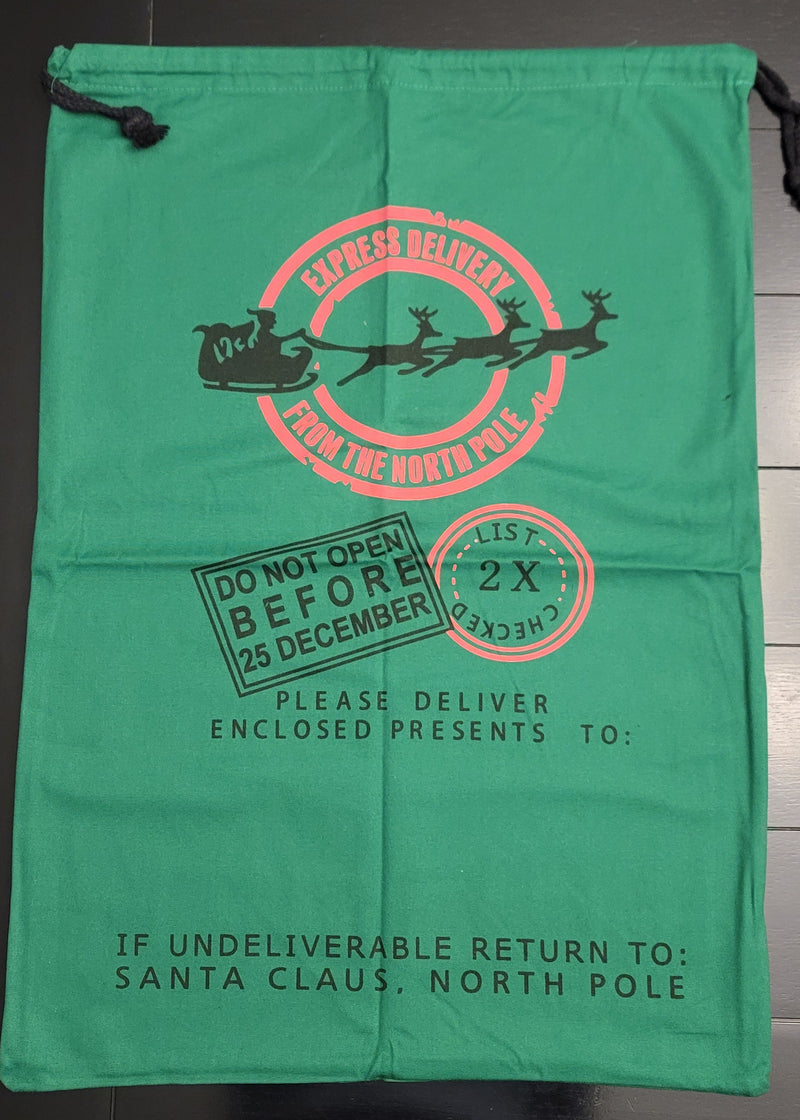 EXPRESS DELIVERY
FROM THE NORTH POLE
DO NOT OPEN
BEFORE
25 DECEMBER
LIST
2X
CHECKED
PLEASE DELIVER
ENCLOSED PRESENTS TO:
IF UNDELIVERABLE RETURN TO:
SANTA CLAUS, NORTH POLE